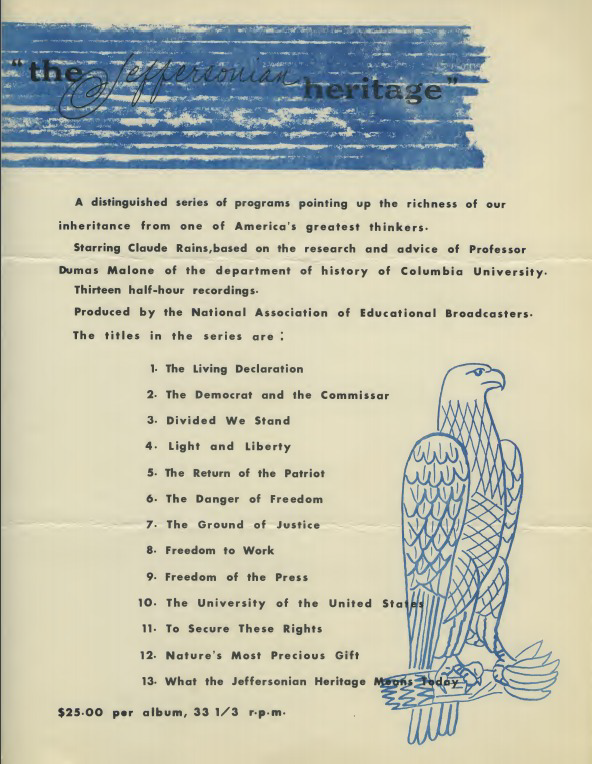 "the Jeffersonian heritage"
A distinguished series of programs pointing up the richness of our
inheritance from one of America's greatest thinkers.
Starring Claude Rains,based on the research and advice of Professor
Dumas Malone of the department of history of Columbia University.
Thirteen half-hour recordings.
Produced by the National Association of Educational Broadcasters.
The titles in the series are :
1. The Living Declaration
2. The Democrat and the Commissar
3. Divided We Stand
4. Light and Liberty
5. The Return of the Patriot
6. The Danger of Freedom
7. The Ground of Justice
8. Freedom to Work
9. Freedom of the Press
10. The University of the United States
11. To Secure These Rights
12. Nature's Most Precious Gift
13. What the Jeffersonian Heritage Means Today
$25.00 per album, 33 1/3 r.p.m.